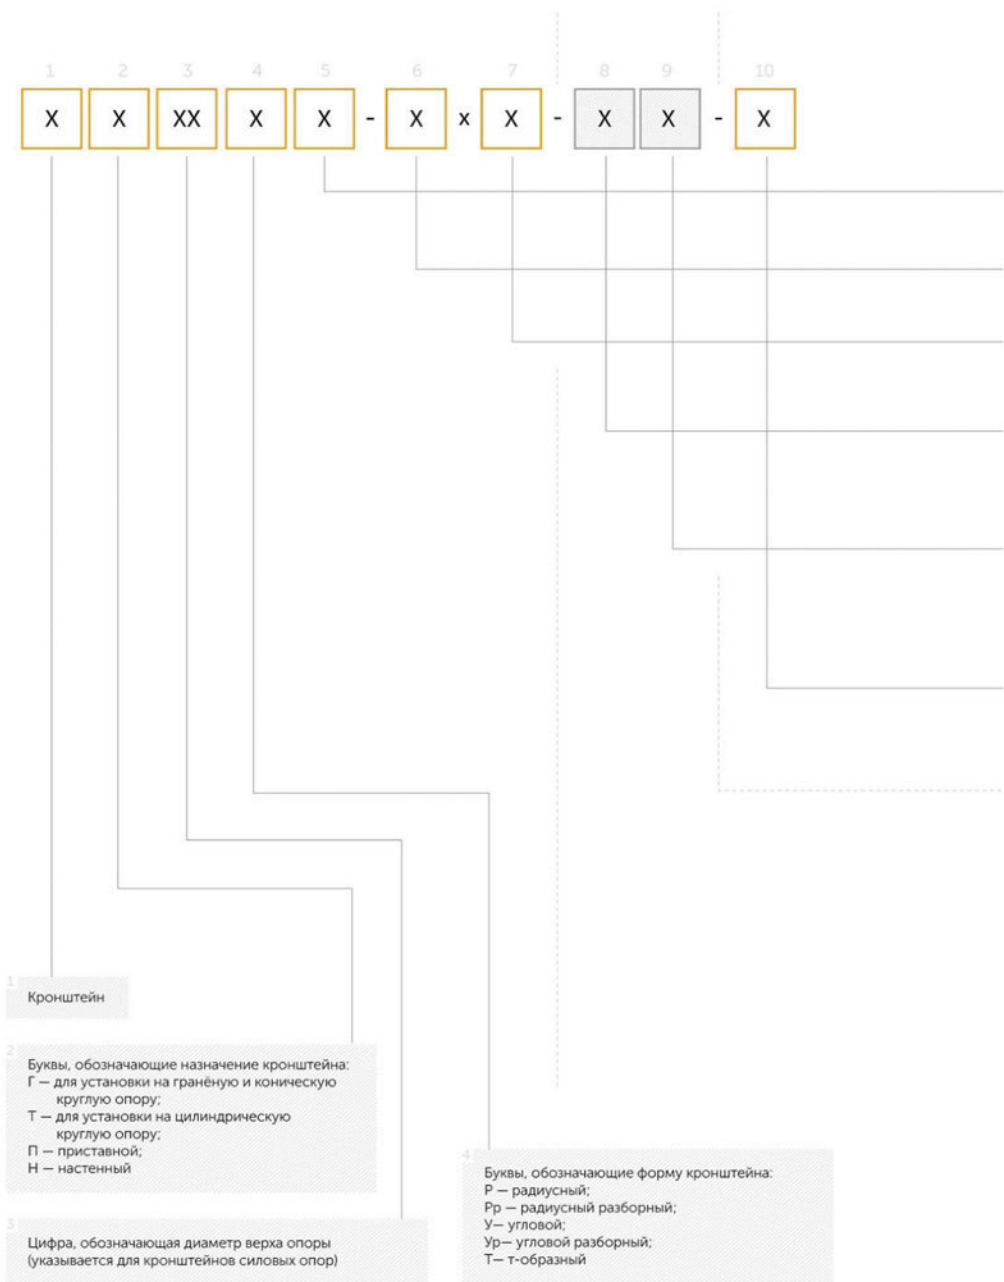 1 2 3 4 5 6 7 8 9 10
X X XX X X - X x X - X X - X
1
Кронштейн
2
Буквы, обозначающие назначение кронштейна:
Г — для установки на гранёную и коническую
круглую опору;
Т — для установки на цилиндрическую
круглую опору;
П — приставной;
Н — настенный
3
Цифра, обозначающая диаметр верха опоры
(указывается для кронштейнов силовых опор)
4
Буквы, обозначающие форму кронштейна:
Р — радиусный;
Рр — радиусный разборный;
У— угловой;
Ур— угловой разборный;
Т— т-образный